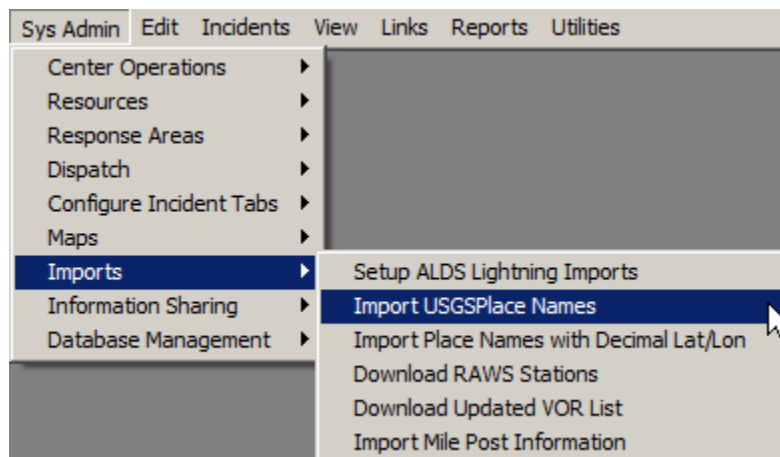 Sys Admin Edit Incidents View Links Reports Utilities
Center Operations
Resources
Response Areas
Dispatch
Configure Incident Tabs
Maps
Imports
Information Sharing
Database Management
Setup ALDS Lightning Imports
Import USGSPlace Names
Import Place Names with Decimal Lat/Lon
Download RAWS Stations
Download Updated VOR List
Import Mile Post Information